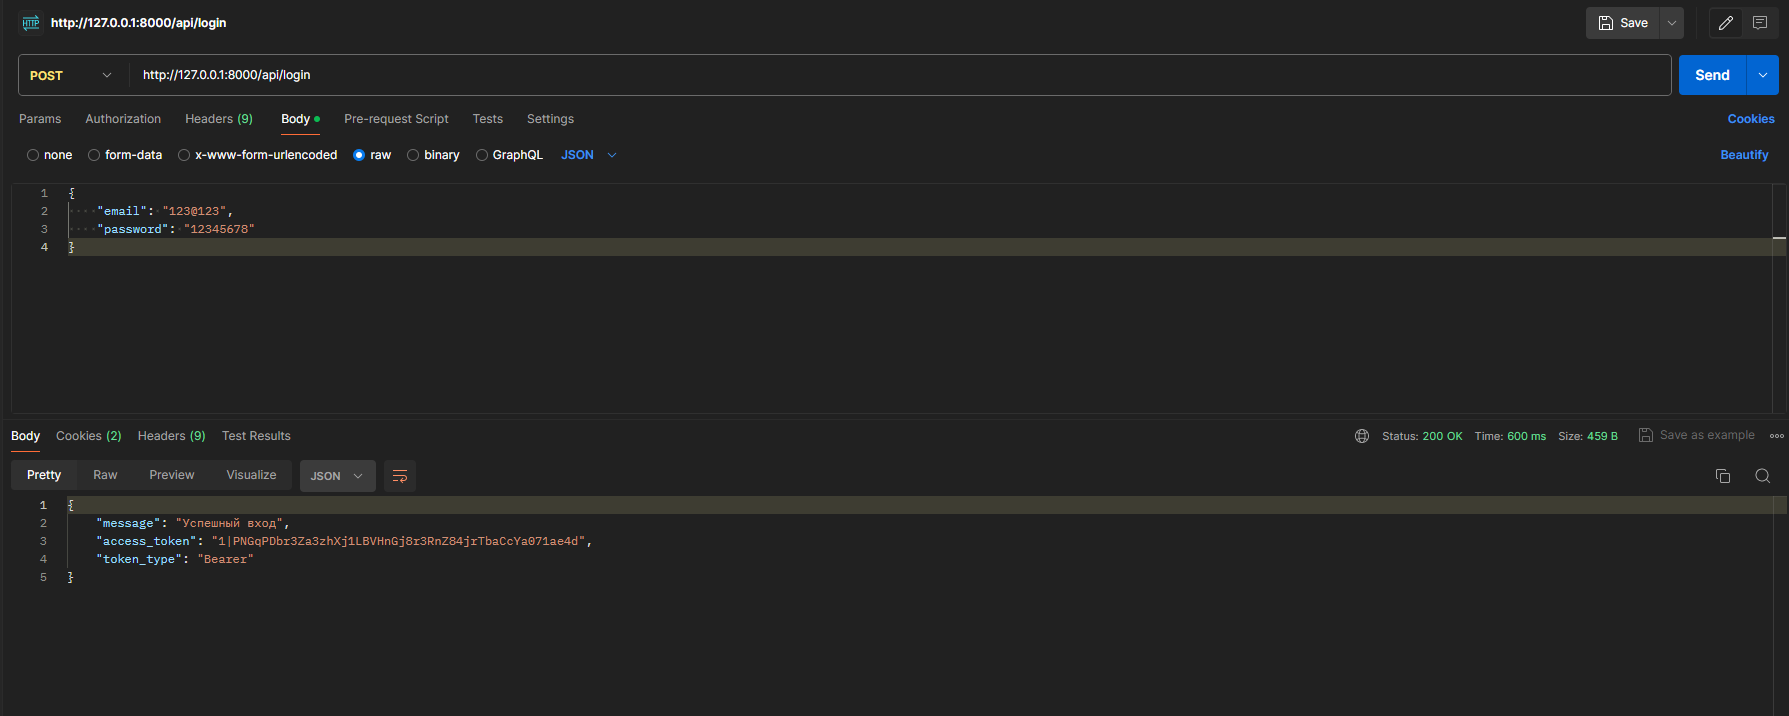 HTTP http://127.0.0.1:8000/api/login Save
POST http://127.0.0.1:8000/api/login Send
Params Authorization Headers (9) Body Pre-request Script Tests Settings Cookies
none form-data x-www-form-urlencoded raw binary GraphQL JSON Beautify
1 {
2 "email": "123@123",
3 "password": "12345678"
4 }
Body Cookies (2) Headers (9) Test Results Status: 200 OK Time: 600 ms Size: 459 B Save as example
Pretty Raw Preview Visualize JSON
1 {
2 "message": "Успешный вход",
3 "access_token": "1|PNGqPDbr3Za3zhXj1LBVHnGj8r3RnZ84jrTbaCcYa071ae4d",
4 "token_type": "Bearer"
5 }